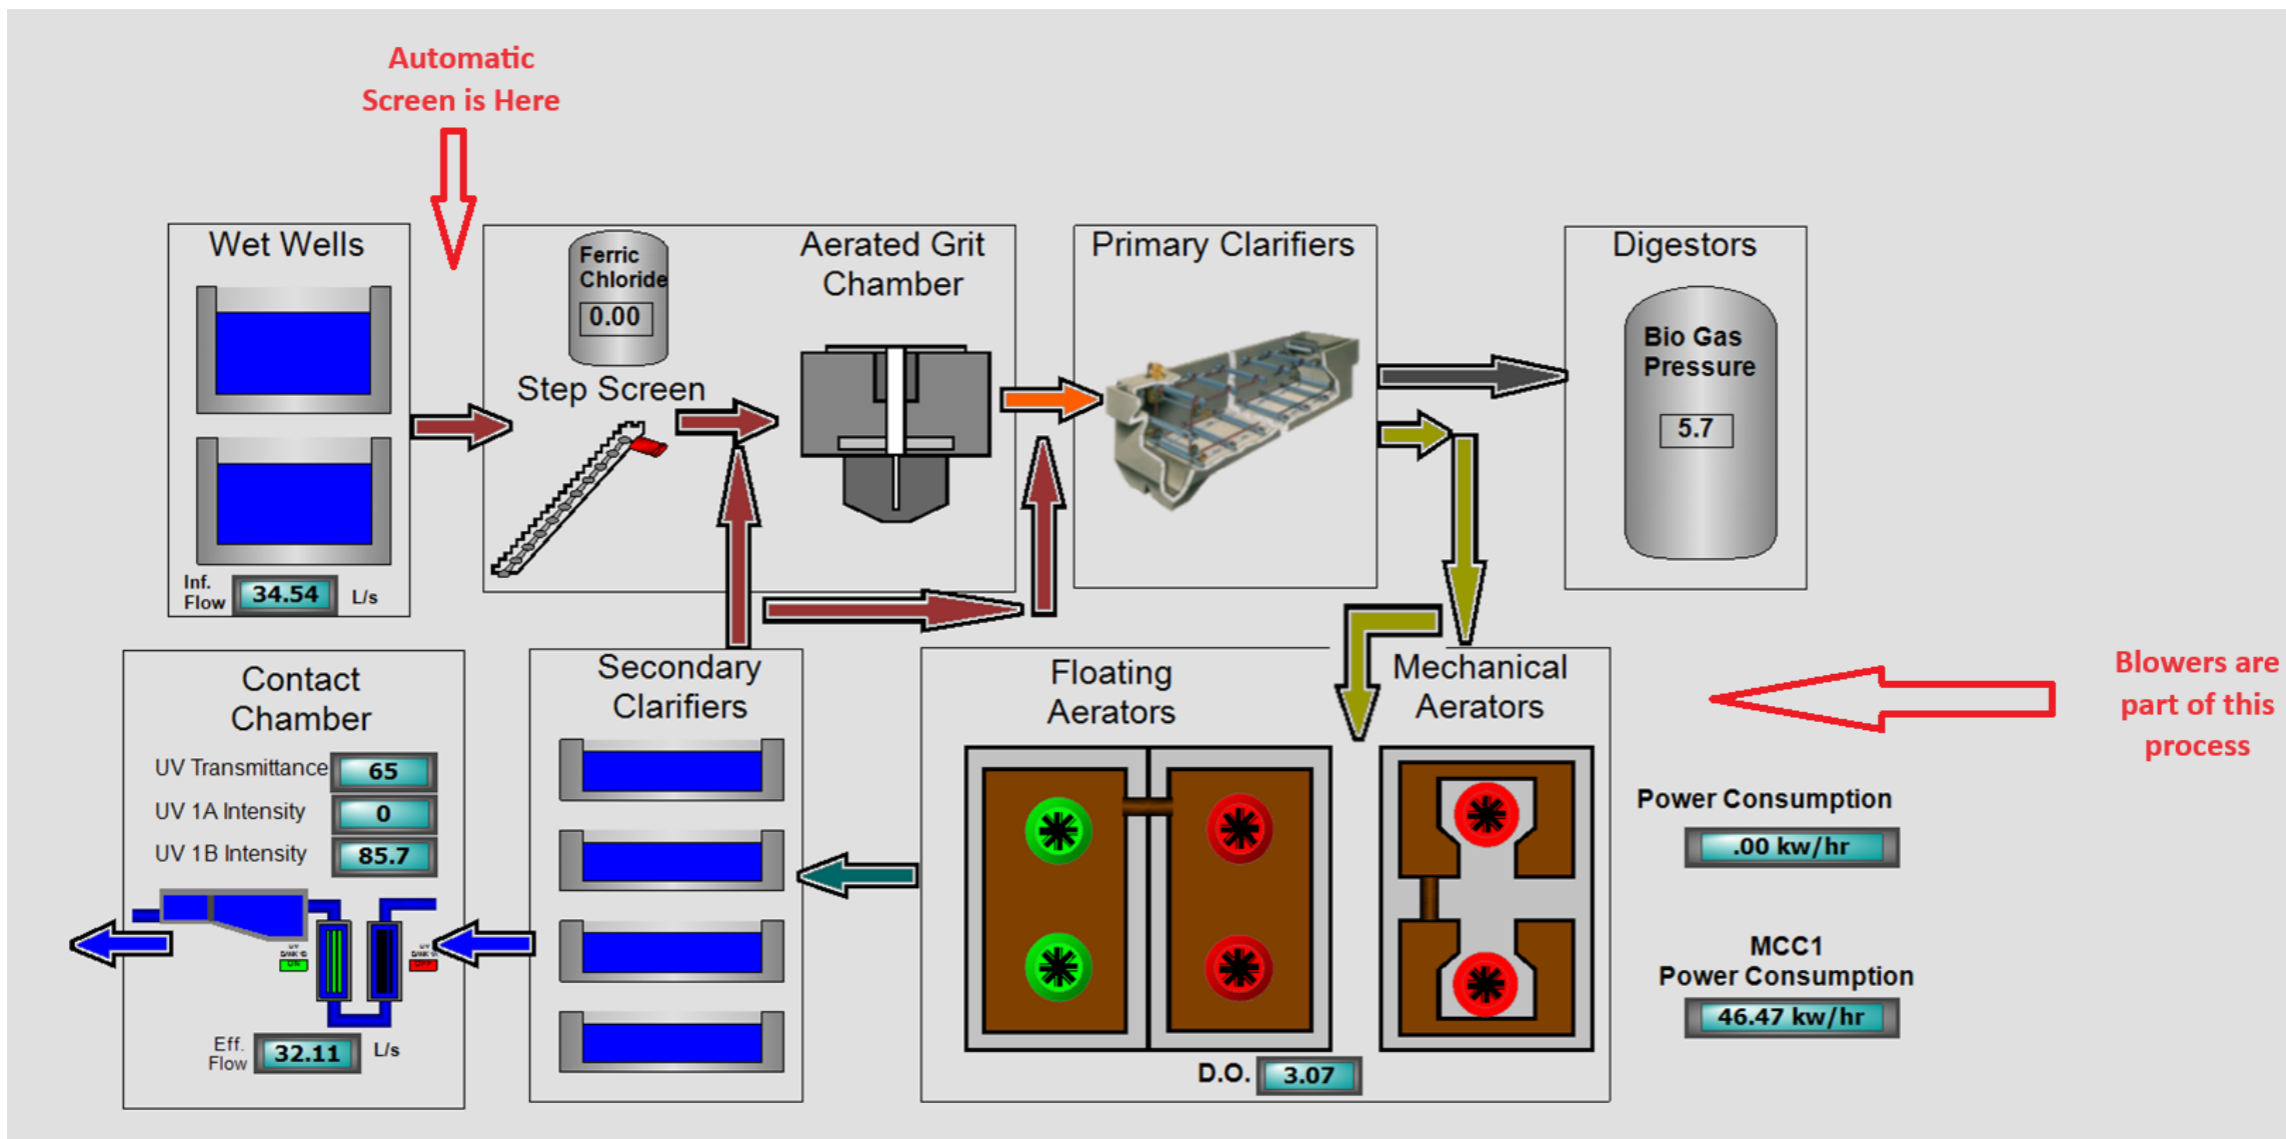 Automatic
Screen is Here
Wet Wells
Inf.
Flow
34.54
L/s
Ferric
Chloride
0.00
Step Screen
Aerated Grit
Chamber
Primary Clarifiers
Digestors
Bio Gas
Pressure
5.7
Contact
Chamber
UV Transmittance
65
UV 1A Intensity
0
UV 1B Intensity
85.7
Eff.
Flow
32.11
L/s
Secondary
Clarifiers
Floating
Aerators
Mechanical
Aerators
D.O.
3.07
Blowers are
part of this
process
Power Consumption
.00 kw/hr
MCC1
Power Consumption
46.47 kw/hr